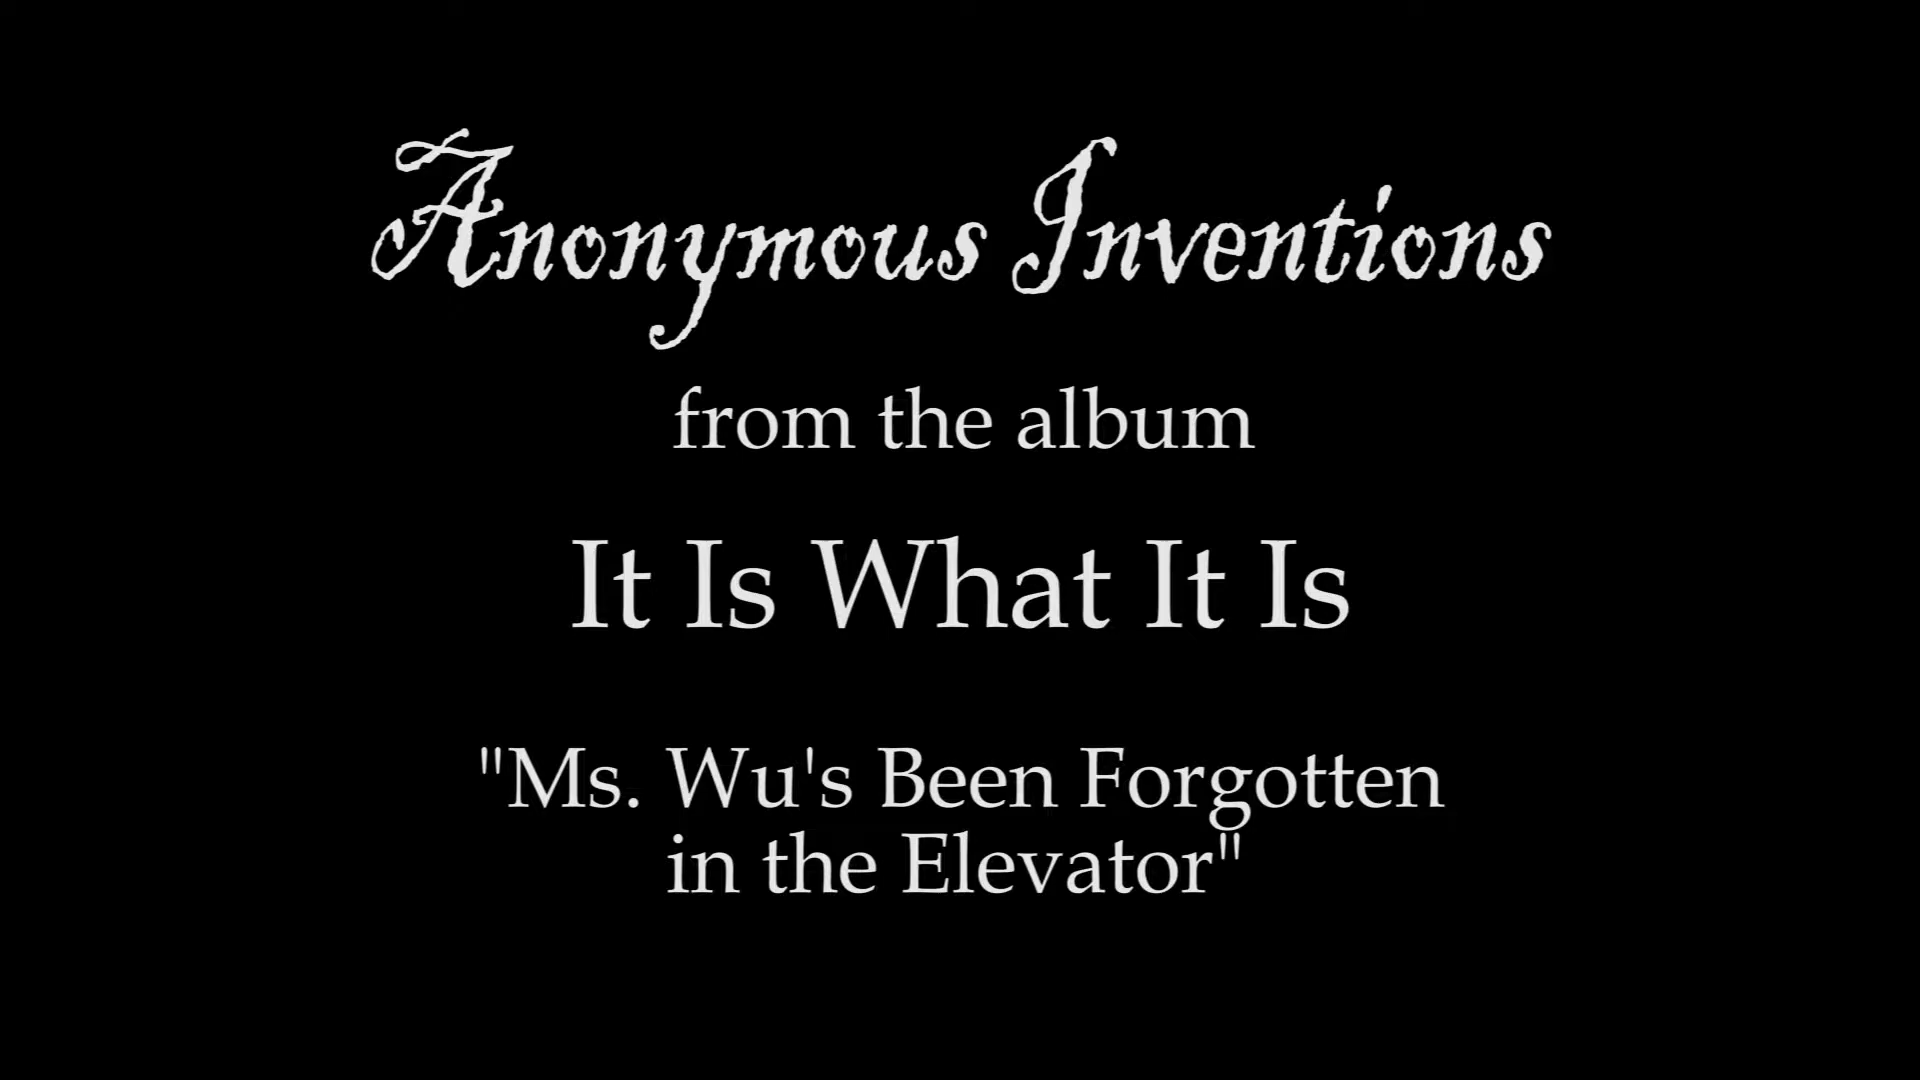 Anonymous Inventions
from the album
It Is What It Is
"Ms. Wu's Been Forgotten
in the Elevator"